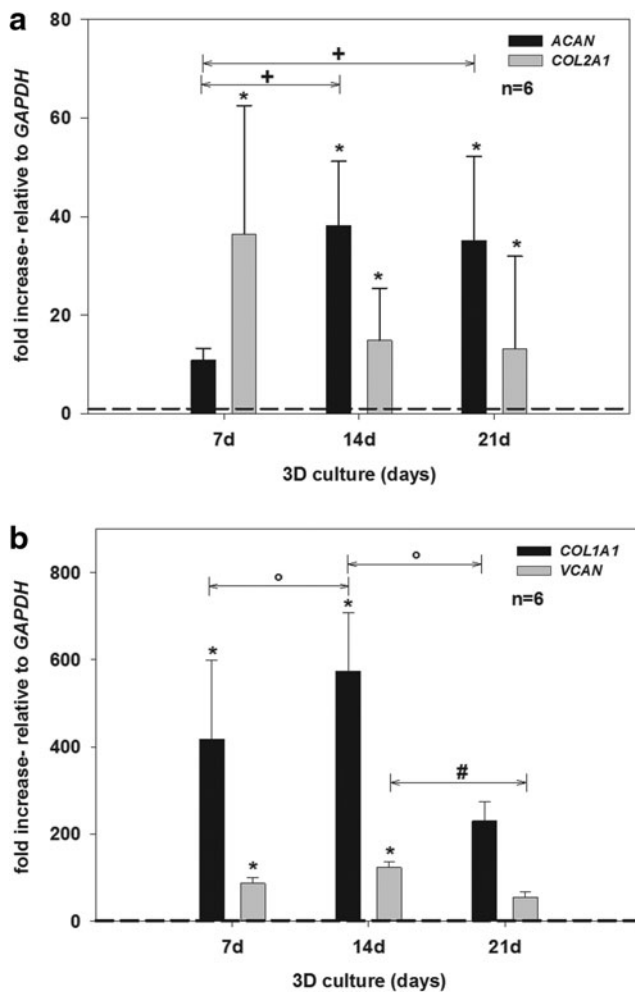 a
80
60
40
20
0
fold increase- relative to GAPDH
ACAN
COL2A1
n=6
+
+
*
*
*
*
*
7d
14d
21d
3D culture (days)
b
800
600
400
200
0
fold increase- relative to GAPDH
COL1A1
VCAN
n=6
°
°
#
*
*
*
*
7d
14d
21d
3D culture (days)